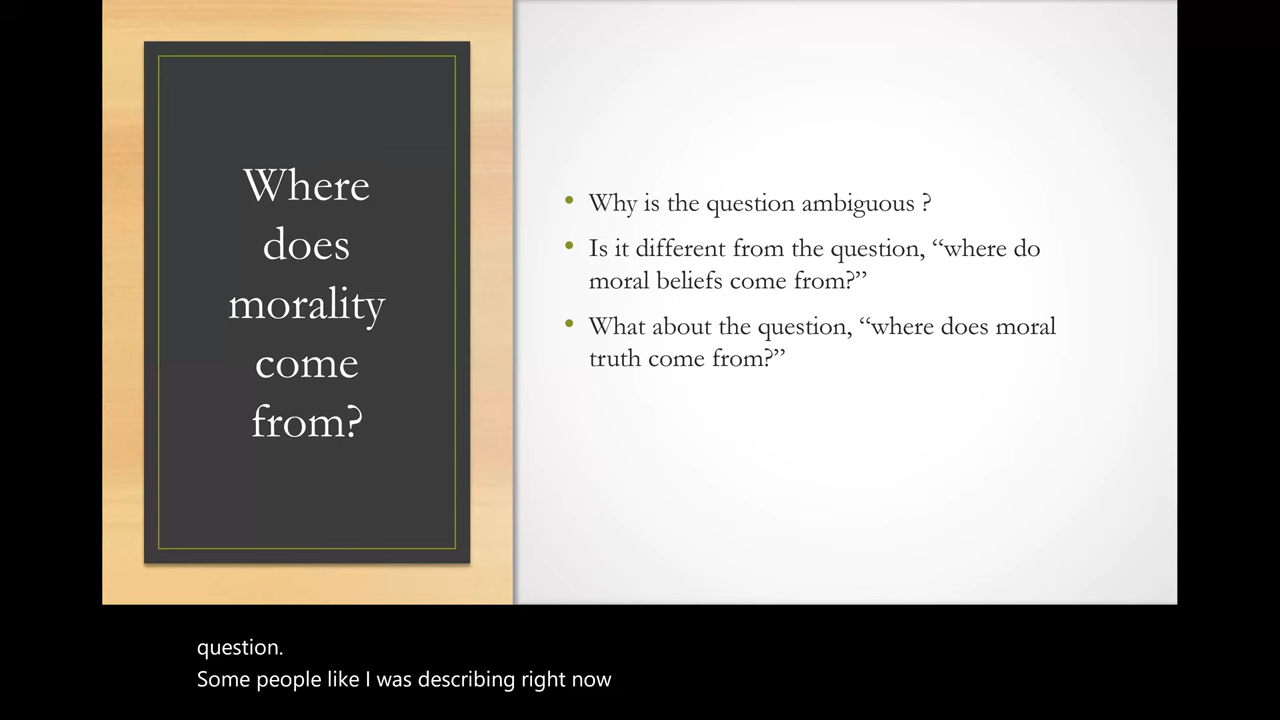 Where
does
morality
come
from?
• Why is the question ambiguous ?
• Is it different from the question, “where do
moral beliefs come from?”
• What about the question, “where does moral
truth come from?”
question.
Some people like I was describing right now